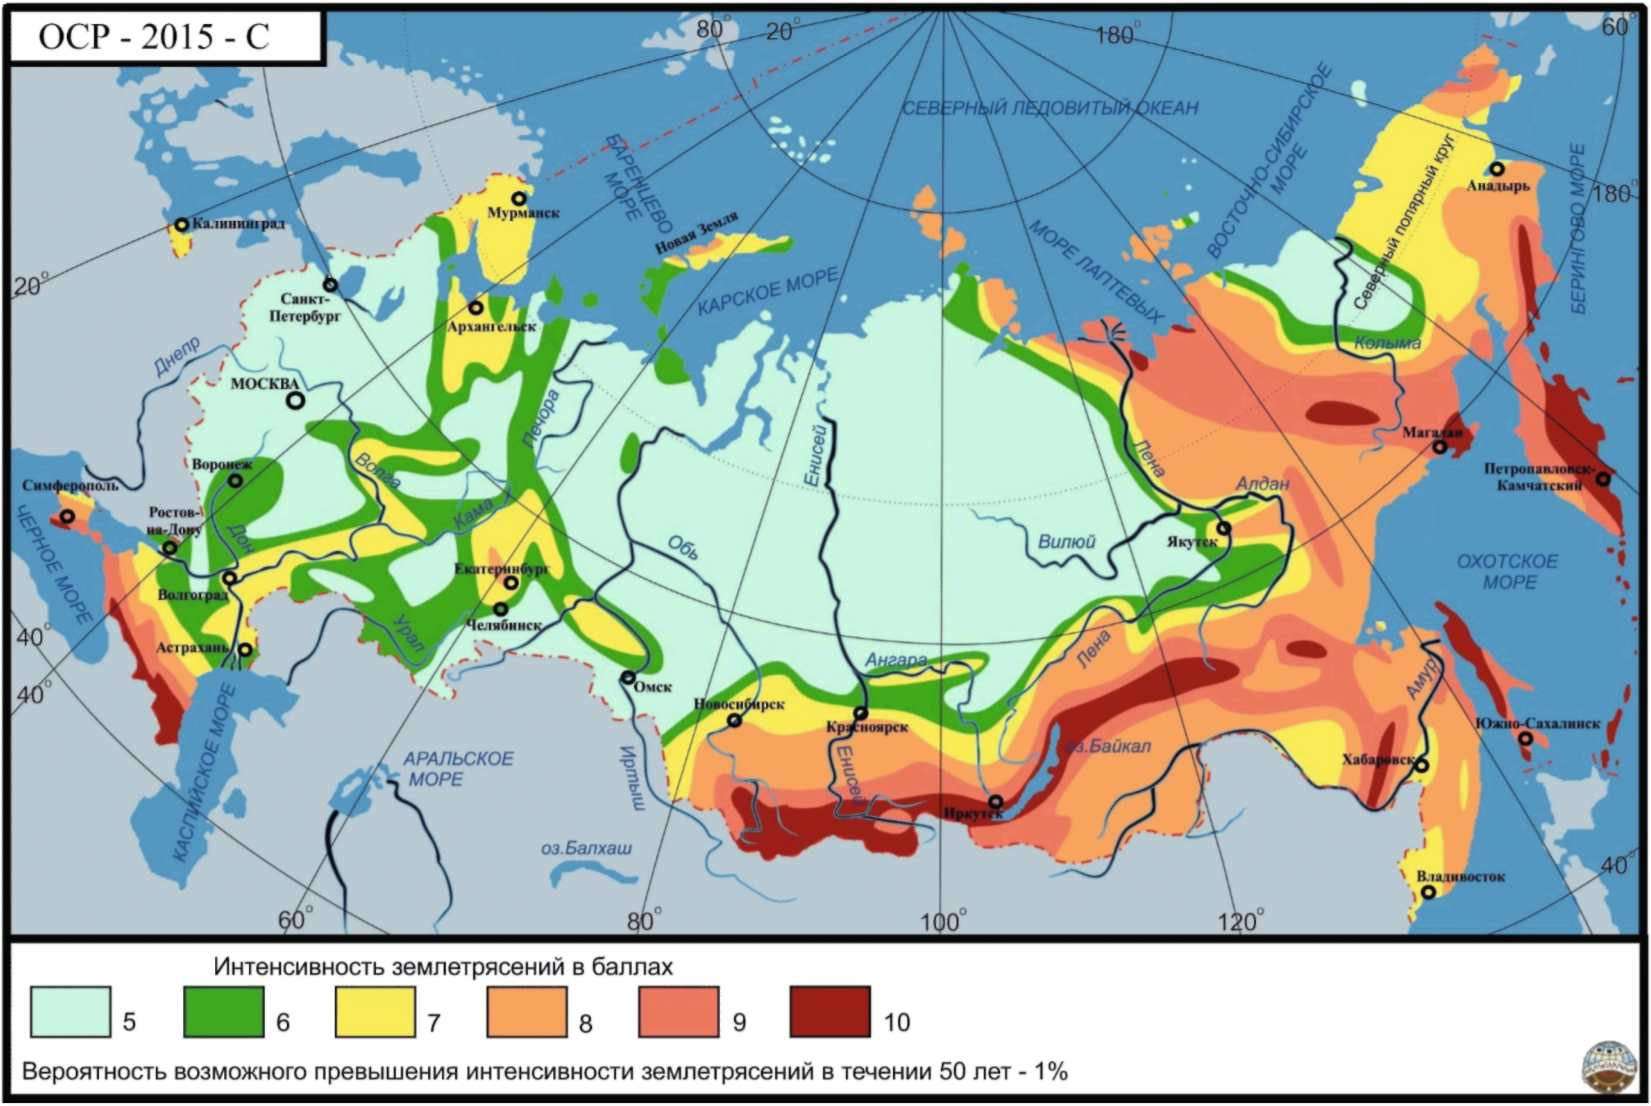 ОСР - 2015 - С
80°
20°
180°
60°
СЕВЕРНЫЙ ЛЕДОВИТЫЙ ОКЕАН
ВОСТОЧНО-СИБИРСКОЕ
МОРЕ
БАРЕНЦЕВО
МОРЕ
Северный полярный круг
БЕРИНГОВО МОРЕ
Анадырь
180°
Мурманск
Калининград
Новая Земля
МОРЕ ЛАПТЕВЫХ
КАРСКОЕ МОРЕ
20°
Санкт-
Петербург
Архангельск
Днепр
Колыма
МОСКВА
Печора
Енисей
Лена
Магадан
Воронеж
Волга
Петропавловск-
Камчатский
Симферополь
Алдан
Ростов-
на-Дону
Дон
Кама
ЧЕРНОЕ МОРЕ
Обь
Вилюй
Якутск
ОХОТСКОЕ
МОРЕ
Екатеринбург
Волгоград
Челябинск
40°
Урал
Астрахань
Лена
Ангара
Амур
40°
Омск
Новосибирск
Красноярск
Южно-Сахалинск
КАСПИЙСКОЕ МОРЕ
АРАЛЬСКОЕ
МОРЕ
Иртыш
Енисей
оз.Байкал
Хабаровск
Иркутск
оз.Балхаш
Владивосток
40°
60°
80°
100°
120°
Интенсивность землетрясений в баллах
5 6 7 8 9 10
Вероятность возможного превышения интенсивности землетрясений в течении 50 лет - 1%